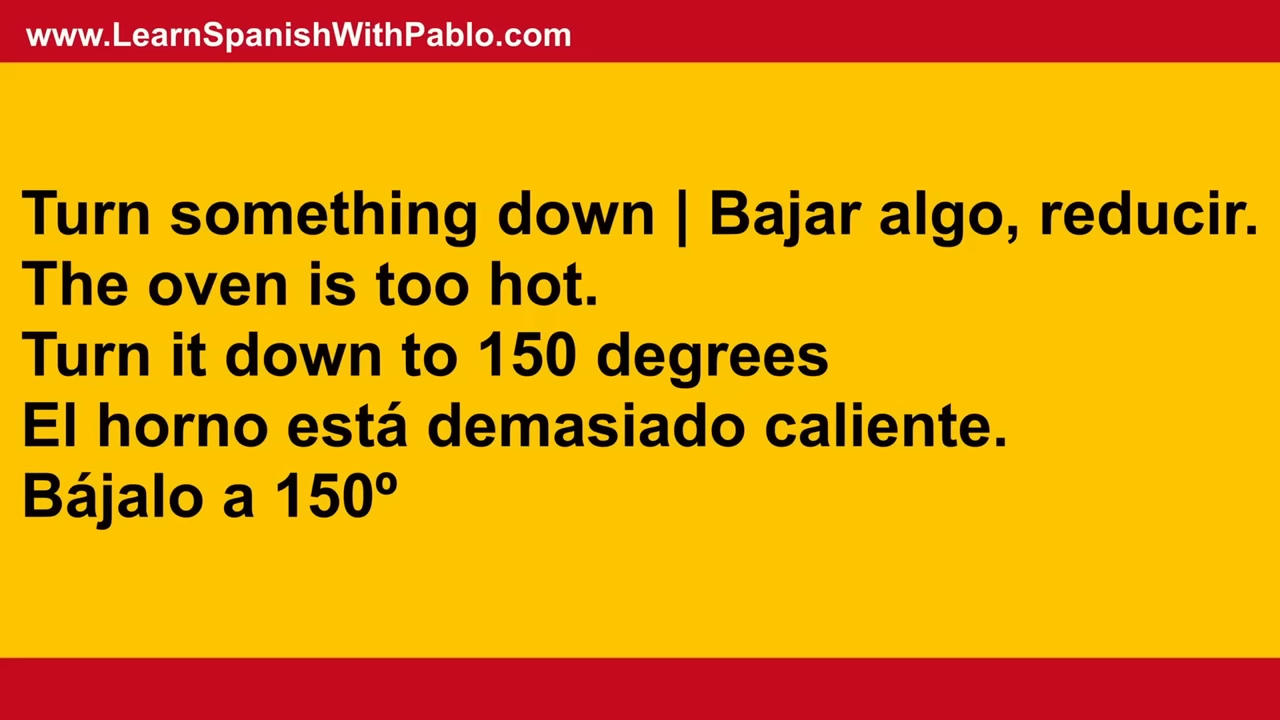 www.LearnSpanishWithPablo.com
Turn something down | Bajar algo, reducir.
The oven is too hot.
Turn it down to 150 degrees
El horno está demasiado caliente.
Bájalo a 150º